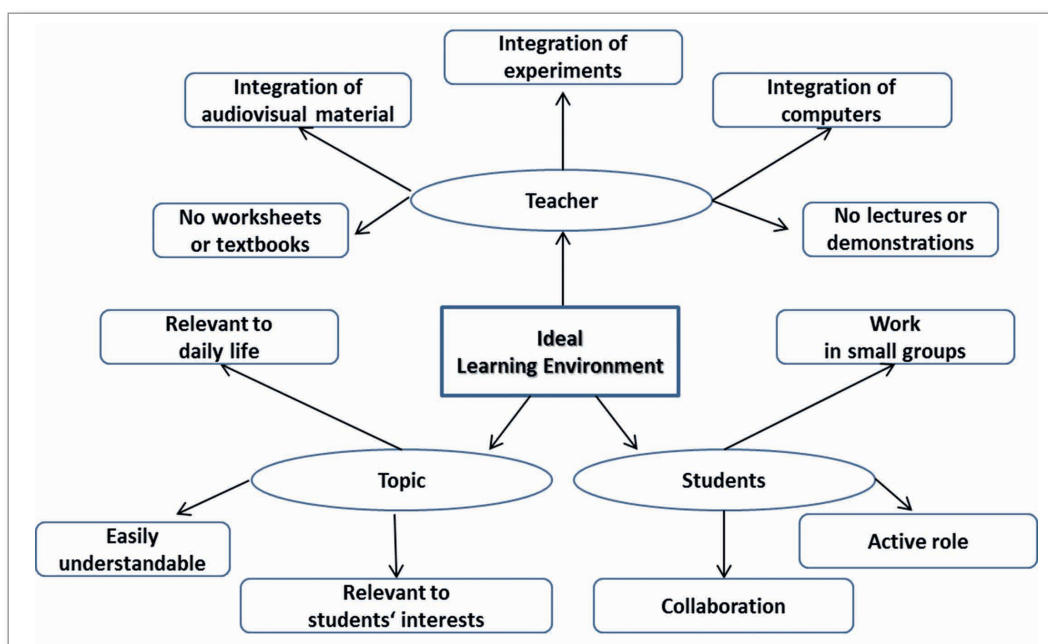 Integration of
experiments
Integration of
audiovisual material
Integration of
computers
Teacher
No worksheets
or textbooks
No lectures or
demonstrations
Ideal
Learning Environment
Relevant to
daily life
Work
in small groups
Topic
Students
Easily
understandable
Active role
Relevant to
students‘ interests
Collaboration